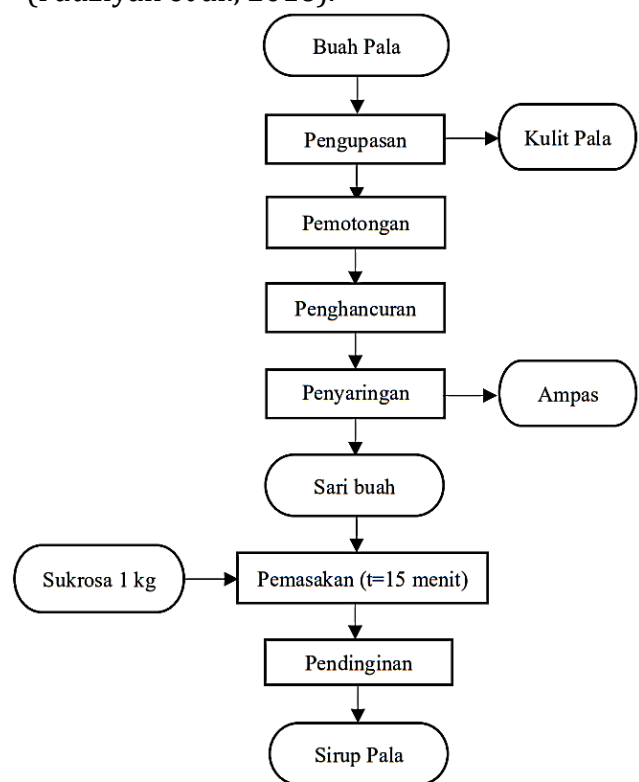 Buah Pala
Pengupasan
Kulit Pala
Pemotongan
Penghancuran
Penyaringan
Ampas
Sari buah
Sukrosa 1 kg
Pemasakan (t=15 menit)
Pendinginan
Sirup Pala